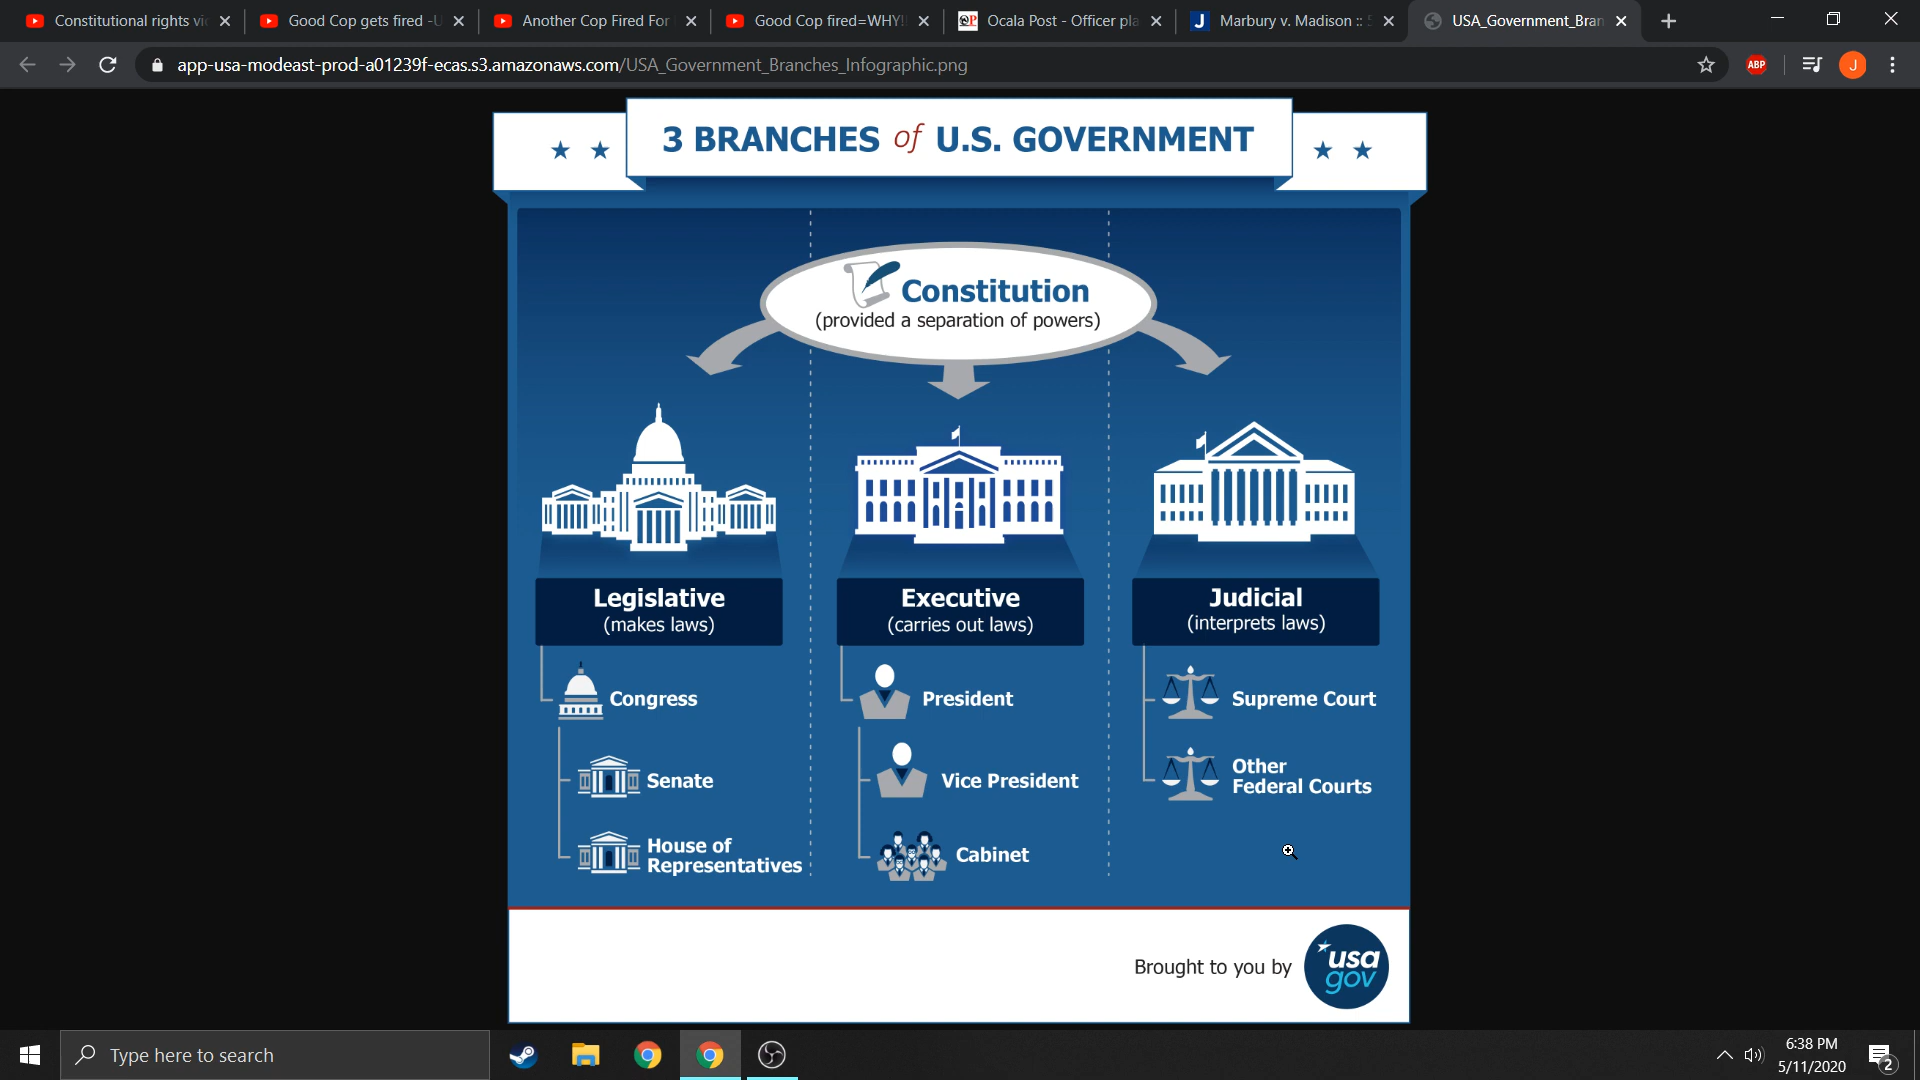 Constitutional rights vi
Good Cop gets fired -U
Another Cop Fired For
Good Cop fired=WHY!
Ocala Post - Officer pla
Marbury v. Madison ::
USA_Government_Bran
app-usa-modeast-prod-a01239f-ecas.s3.amazonaws.com/USA_Government_Branches_Infographic.png
ABP
J
3 BRANCHES of U.S. GOVERNMENT
Constitution
(provided a separation of powers)
Legislative
(makes laws)
Executive
(carries out laws)
Judicial
(interprets laws)
Congress
Senate
House of
Representatives
President
Vice President
Cabinet
Supreme Court
Other
Federal Courts
Brought to you by
usa
gov
Type here to search
6:38 PM
5/11/2020
2